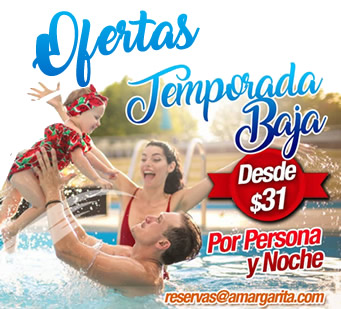 Ofertas
Temporada
Baja
Desde
$31
Por Persona
y Noche
reservas@amargarita.com